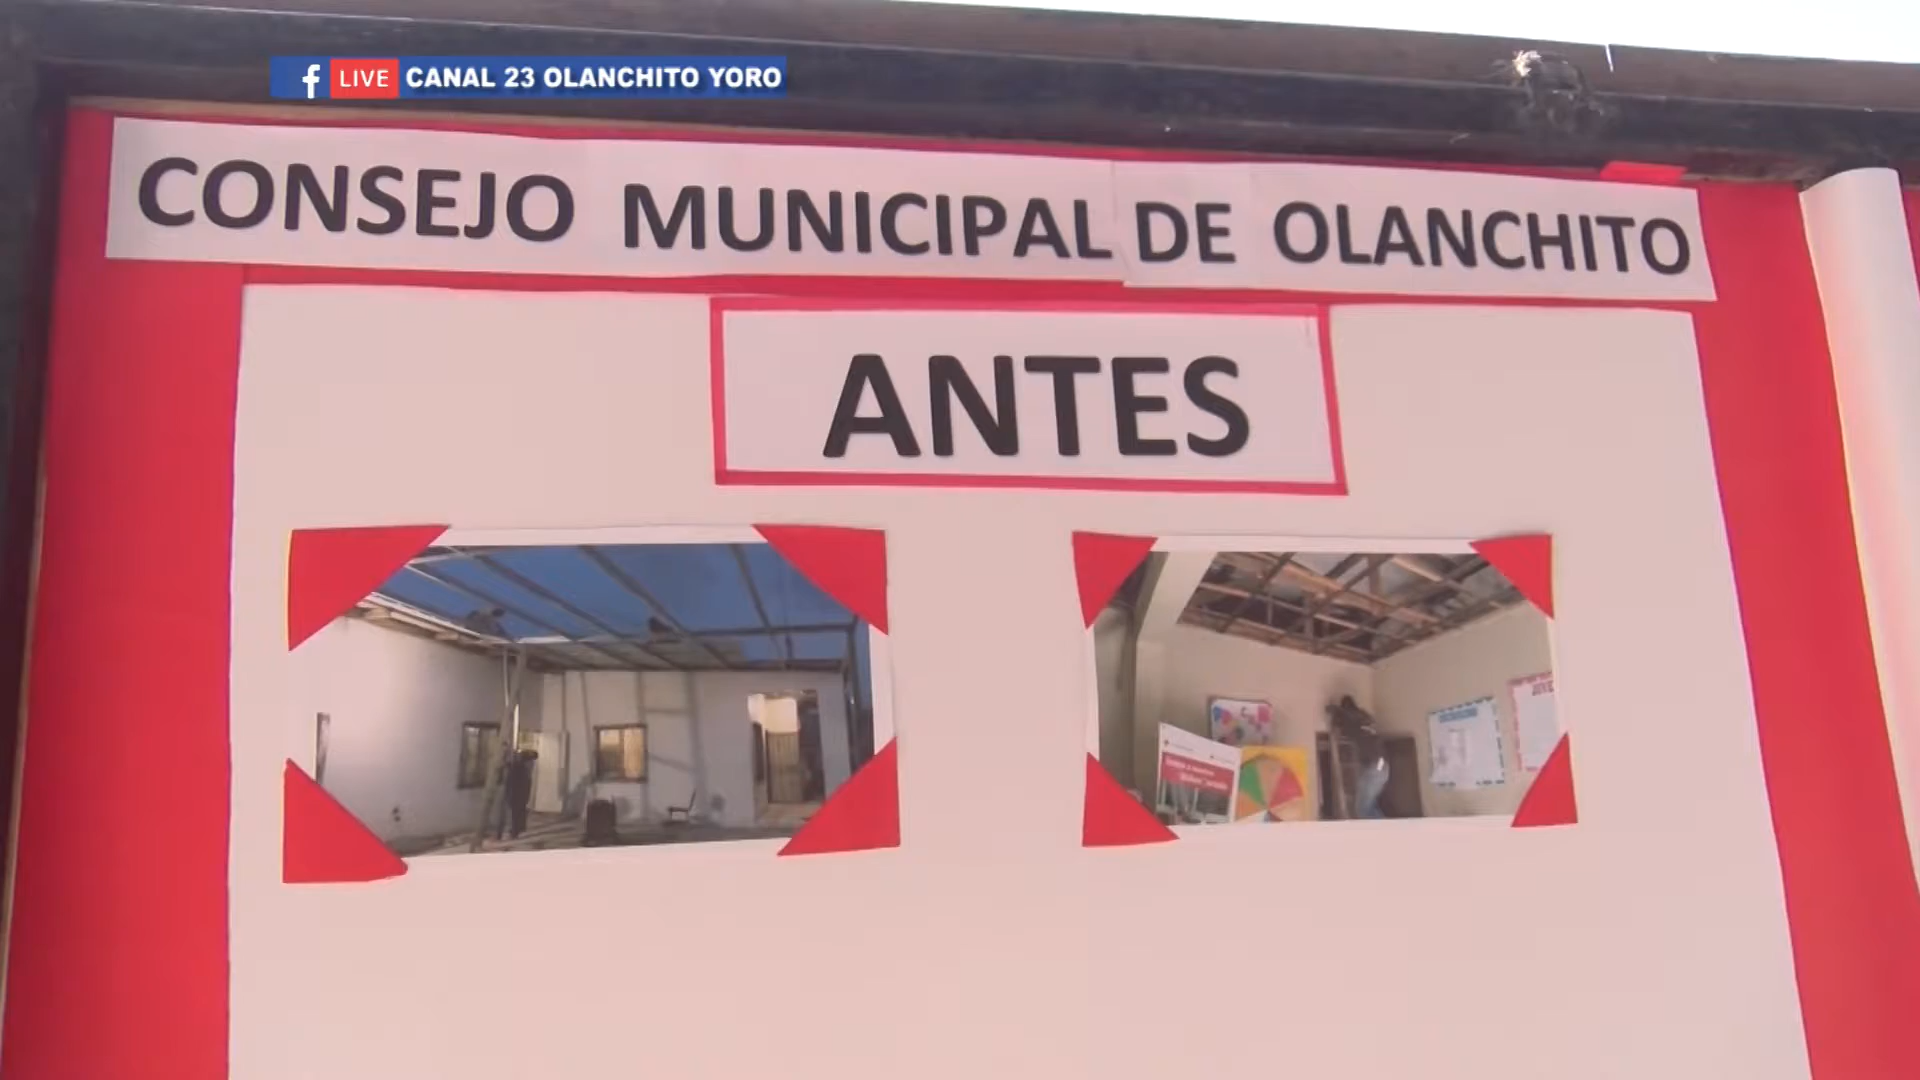 f LIVE CANAL 23 OLANCHITO YORO
CONSEJO MUNICIPAL DE OLANCHITO
ANTES